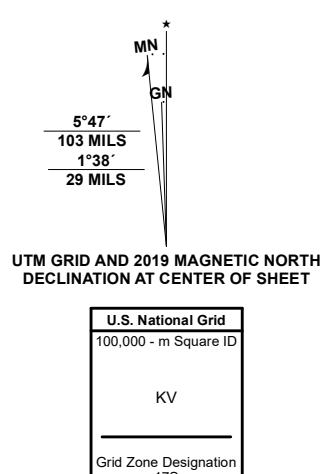 ★
MN
GN
5°47´
103 MILS
1°38´
29 MILS
UTM GRID AND 2019 MAGNETIC NORTH
DECLINATION AT CENTER OF SHEET
U.S. National Grid
100,000 - m Square ID
KV
Grid Zone Designation
17S